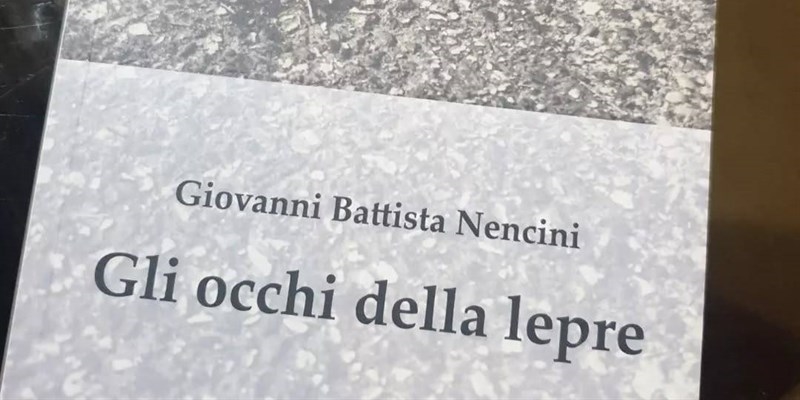 Giovanni Battista Nencini
Gli occhi della lepre